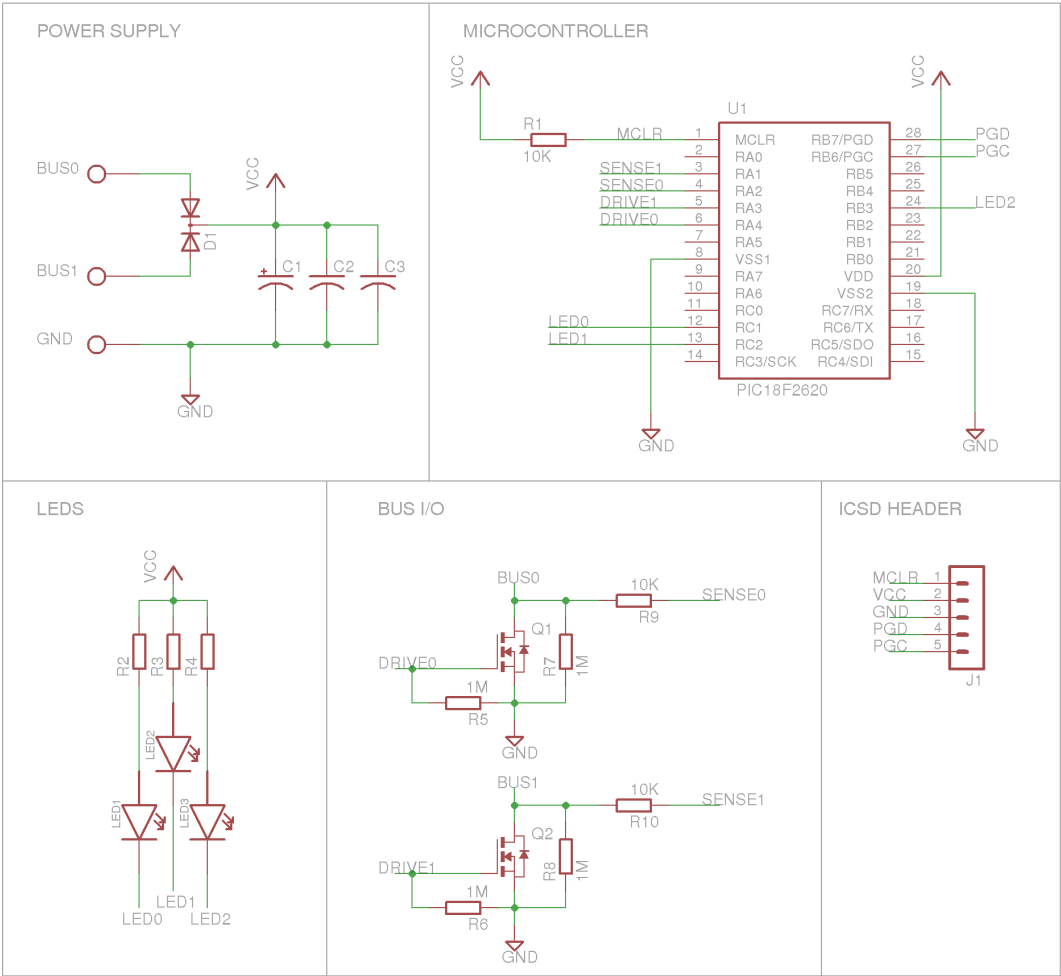 POWER SUPPLY
BUS0
BUS1
GND
D1
VCC
+
C1
C2
C3
GND
MICROCONTROLLER
VCC
VCC
U1
R1
10K
MCLR
SENSE1
SENSE0
DRIVE1
DRIVE0
LED0
LED1
1 MCLR RB7/PGD 28
2 RA0 RB6/PGC 27
3 RA1 RB5 26
4 RA2 RB4 25
5 RA3 RB3 24
6 RA4 RB2 23
7 RA5 RB1 22
8 VSS1 RB0 21
9 RA7 VDD 20
10 RA6 VSS2 19
11 RC0 RC7/RX 18
12 RC1 RC6/TX 17
13 RC2 RC5/SDO 16
14 RC3/SCK RC4/SDI 15
PGD
PGC
LED2
PIC18F2620
GND
GND
LEDS
VCC
R2
R3
R4
LED2
LED1
LED3
LED0
LED1
LED2
BUS I/O
BUS0
10K
R9
SENSE0
Q1
R7
1M
DRIVE0
1M
R5
GND
BUS1
10K
R10
SENSE1
Q2
R8
1M
DRIVE1
1M
R6
GND
ICSD HEADER
MCLR 1
VCC 2
GND 3
PGD 4
PGC 5
J1